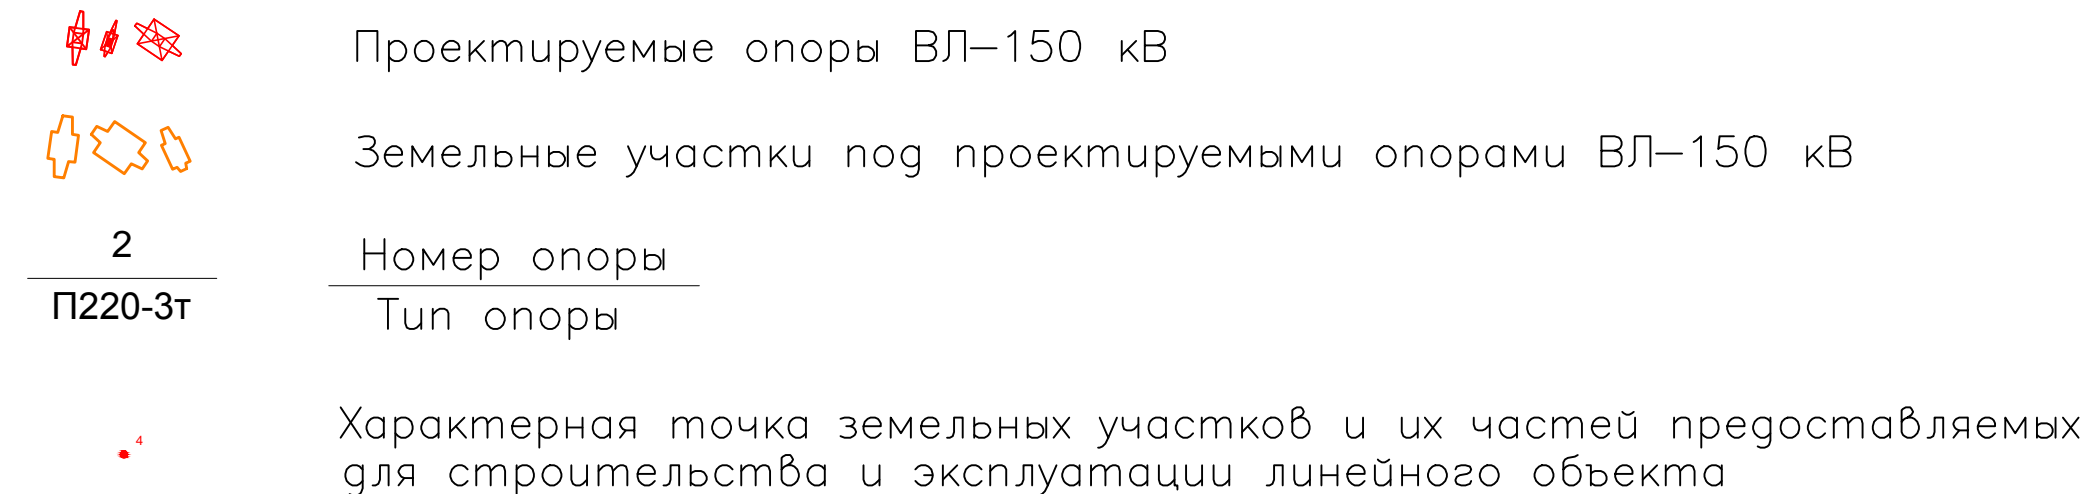 Проектируемые опоры ВЛ-150 кВ
Земельные участки под проектируемыми опорами ВЛ-150 кВ
2
П220-3т
Номер опоры
Тип опоры
4
Характерная точка земельных участков и их частей предоставляемых
для строительства и эксплуатации линейного объекта